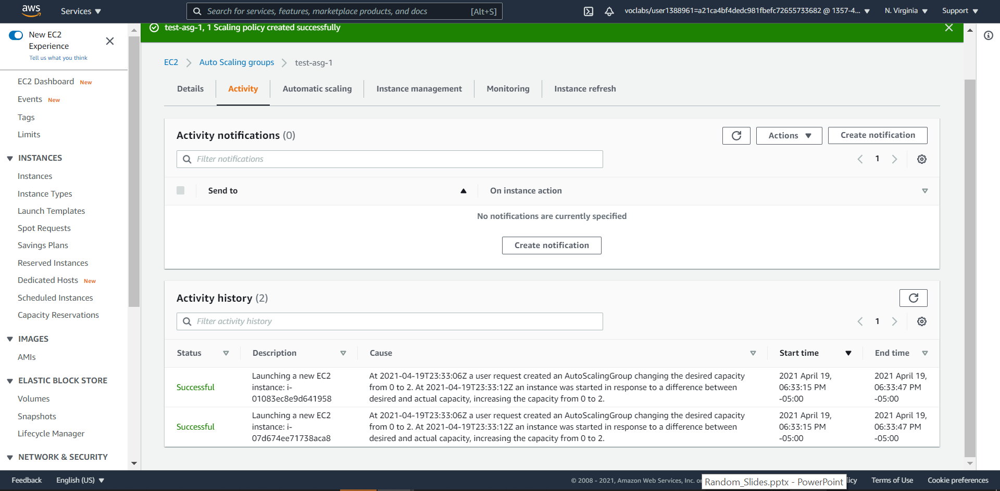 aws
Services
Search for services, features, marketplace products, and docs [Alt+S]
voclabs/user1388961=a21ca4bf4dedc981fbefc72655733682 @ 1357-4...
N. Virginia
Support
New EC2
Experience
Tell us what you think
test-asg-1, 1 Scaling policy created successfully
EC2 Dashboard New
Events New
Tags
Limits
INSTANCES
Instances
Instance Types
Launch Templates
Spot Requests
Savings Plans
Reserved Instances
Dedicated Hosts New
Scheduled Instances
Capacity Reservations
IMAGES
AMIs
ELASTIC BLOCK STORE
Volumes
Snapshots
Lifecycle Manager
NETWORK & SECURITY
EC2 > Auto Scaling groups > test-asg-1
Details
Activity
Automatic scaling
Instance management
Monitoring
Instance refresh
Activity notifications (0)
Actions
Create notification
Filter notifications
1
Send to
On instance action
No notifications are currently specified
Create notification
Activity history (2)
Filter activity history
1
Status
Description
Cause
Start time
End time
Successful
Launching a new EC2
instance: i-
01083ec8e9d641958
At 2021-04-19T23:33:06Z a user request created an AutoScalingGroup changing the desired capacity
from 0 to 2. At 2021-04-19T23:33:12Z an instance was started in response to a difference between
desired and actual capacity, increasing the capacity from 0 to 2.
2021 April 19,
06:33:15 PM
-05:00
2021 April 19,
06:33:47 PM
-05:00
Successful
Launching a new EC2
instance: i-
07d674ee71738aca8
At 2021-04-19T23:33:06Z a user request created an AutoScalingGroup changing the desired capacity
from 0 to 2. At 2021-04-19T23:33:12Z an instance was started in response to a difference between
desired and actual capacity, increasing the capacity from 0 to 2.
2021 April 19,
06:33:15 PM
-05:00
2021 April 19,
06:33:47 PM
-05:00
Feedback
English (US)
© 2008 - 2021, Amazon Web Services, Inc.
Random_Slides.pptx - PowerPoint
Terms of Use
Cookie preferences